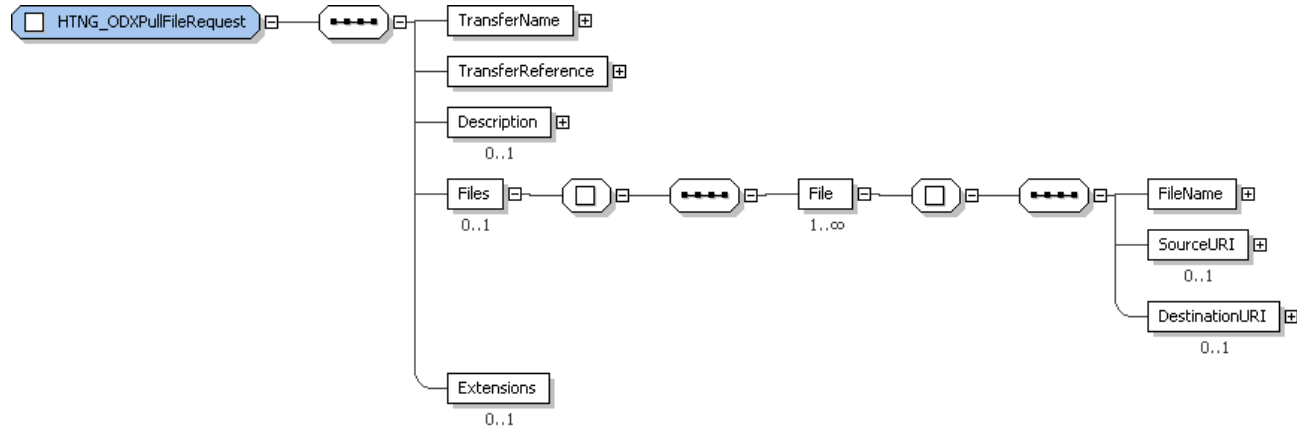 HTNG_ODXPullFileRequest
TransferName
TransferReference
Description
0..1
Files
0..1
File
1..∞
FileName
SourceURI
0..1
DestinationURI
0..1
Extensions
0..1